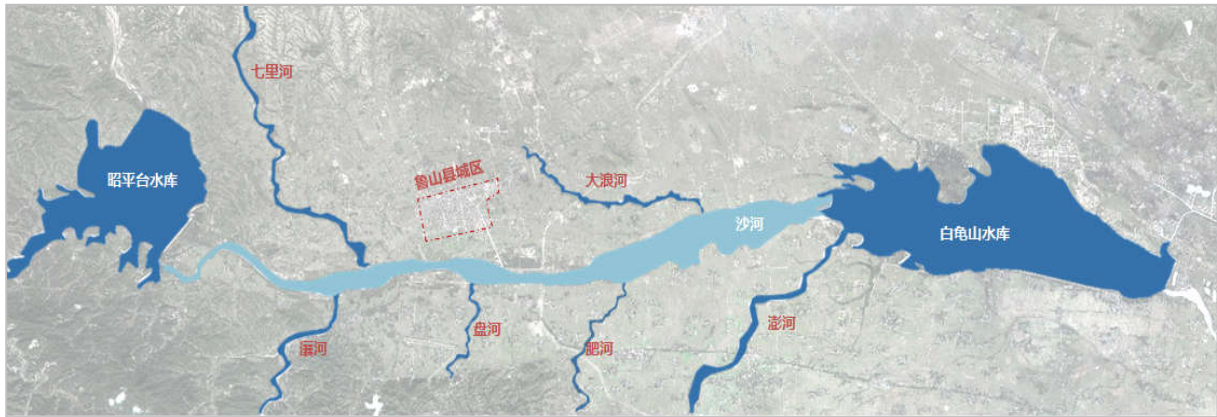 七里河
昭平台水库
鲁山县城区
大浪河
沙河
白龟山水库
瀼河
盘河
肥河
澎河